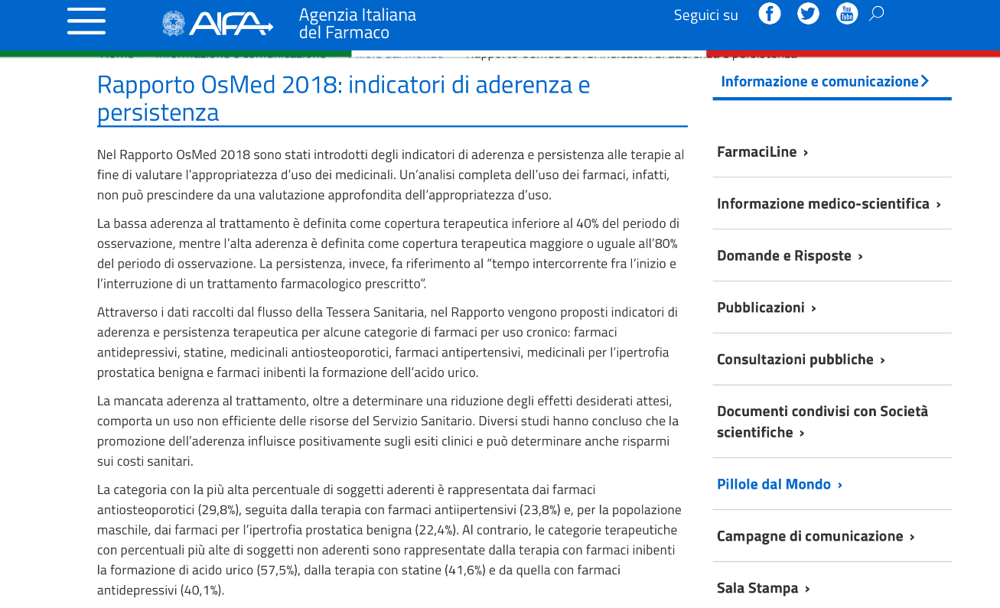 AIFA
Agenzia Italiana
del Farmaco
Seguici su
You
Tube
Rapporto OsMed 2018: indicatori di aderenza e
persistenza
Nel Rapporto OsMed 2018 sono stati introdotti degli indicatori di aderenza e persistenza alle terapie al
fine di valutare l’appropriatezza d’uso dei medicinali. Un’analisi completa dell’uso dei farmaci, infatti,
non può prescindere da una valutazione approfondita dell’appropriatezza d’uso.
La bassa aderenza al trattamento è definita come copertura terapeutica inferiore al 40% del periodo di
osservazione, mentre l’alta aderenza è definita come copertura terapeutica maggiore o uguale all’80%
del periodo di osservazione. La persistenza, invece, fa riferimento al “tempo intercorrente fra l’inizio e
l’interruzione di un trattamento farmacologico prescritto”.
Attraverso i dati raccolti dal flusso della Tessera Sanitaria, nel Rapporto vengono proposti indicatori di
aderenza e persistenza terapeutica per alcune categorie di farmaci per uso cronico: farmaci
antidepressivi, statine, medicinali antiosteoporotici, farmaci antipertensivi, medicinali per l’ipertrofia
prostatica benigna e farmaci inibenti la formazione dell’acido urico.
La mancata aderenza al trattamento, oltre a determinare una riduzione degli effetti desiderati attesi,
comporta un uso non efficiente delle risorse del Servizio Sanitario. Diversi studi hanno concluso che la
promozione dell’aderenza influisce positivamente sugli esiti clinici e può determinare anche risparmi
sui costi sanitari.
La categoria con la più alta percentuale di soggetti aderenti è rappresentata dai farmaci
antiosteoporotici (29,8%), seguita dalla terapia con farmaci antiipertensivi (23,8%) e, per la popolazione
maschile, dai farmaci per l’ipertrofia prostatica benigna (22,4%). Al contrario, le categorie terapeutiche
con percentuali più alte di soggetti non aderenti sono rappresentate dalla terapia con farmaci inibenti
la formazione di acido urico (57,5%), dalla terapia con statine (41,6%) e da quella con farmaci
antidepressivi (40,1%).
Informazione e comunicazione
FarmaciLine ›
Informazione medico-scientifica ›
Domande e Risposte ›
Pubblicazioni ›
Consultazioni pubbliche ›
Documenti condivisi con Società
scientifiche ›
Pillole dal Mondo ›
Campagne di comunicazione ›
Sala Stampa ›